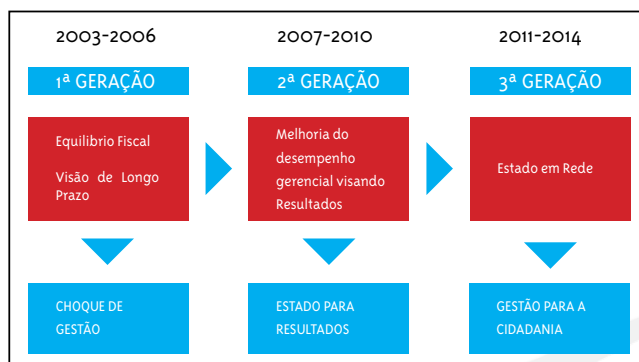 2003-2006
2007-2010
2011-2014
1ª GERAÇÃO
2ª GERAÇÃO
3ª GERAÇÃO
Equilibrio Fiscal
Visão de Longo
Prazo
Melhoria do
desempenho
gerencial visando
Resultados
Estado em Rede
CHOQUE DE
GESTÃO
ESTADO PARA
RESULTADOS
GESTÃO PARA A
CIDADANIA